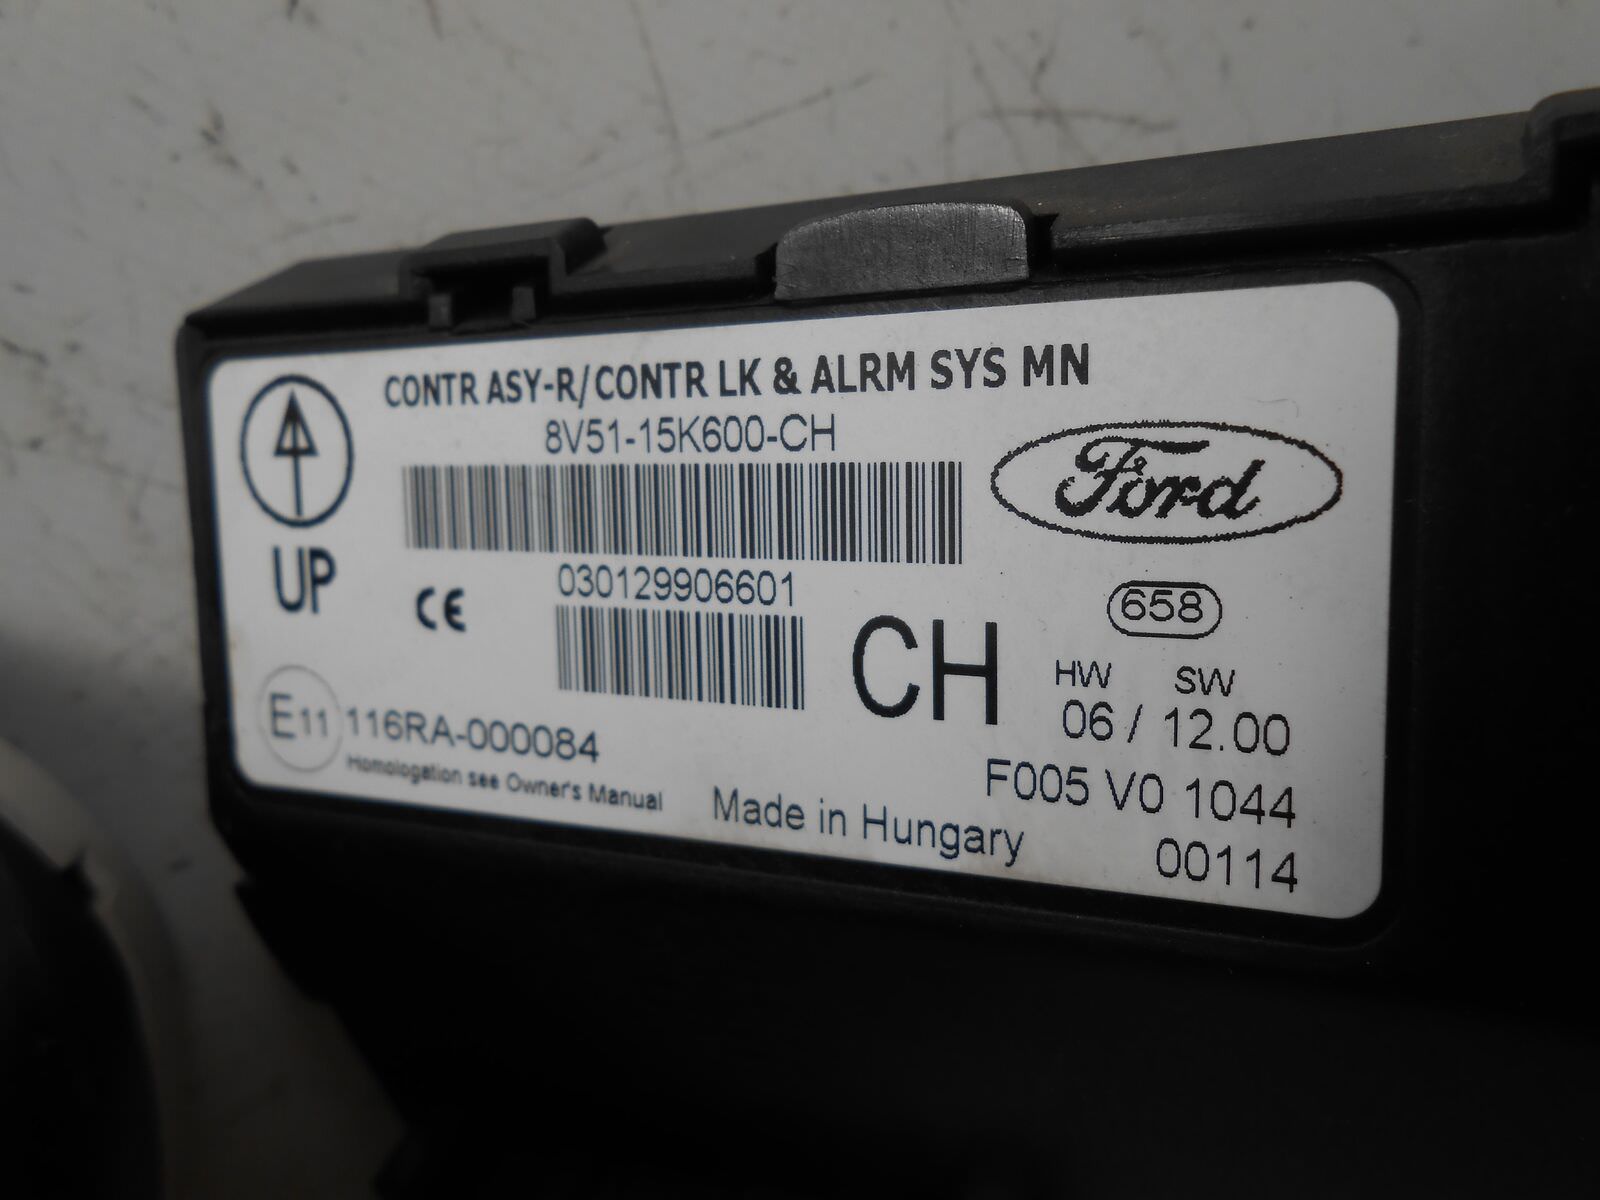 CONTR ASY-R/CONTR LK & ALRM SYS MN
8V51-15K600-CH
Ford
UP
CE
030129906601
658
CH
HW SW
06 / 12.00
E11 116RA-000084
Homologation see Owner's Manual
F005 V0 1044
Made in Hungary
00114